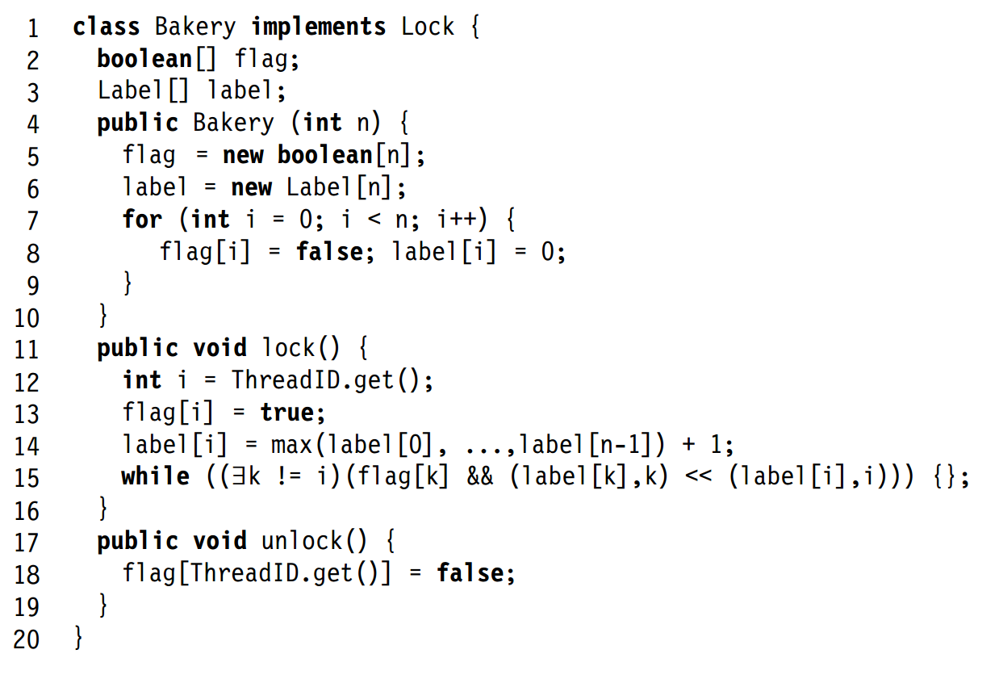 1 class Bakery implements Lock {
2 boolean[] flag;
3 Label[] label;
4 public Bakery (int n) {
5 flag = new boolean[n];
6 label = new Label[n];
7 for (int i = 0; i < n; i++) {
8 flag[i] = false; label[i] = 0;
9 }
10 }
11 public void lock() {
12 int i = ThreadID.get();
13 flag[i] = true;
14 label[i] = max(label[0], ...,label[n-1]) + 1;
15 while ((∃k != i)(flag[k] && (label[k],k) << (label[i],i))) {};
16 }
17 public void unlock() {
18 flag[ThreadID.get()] = false;
19 }
20 }